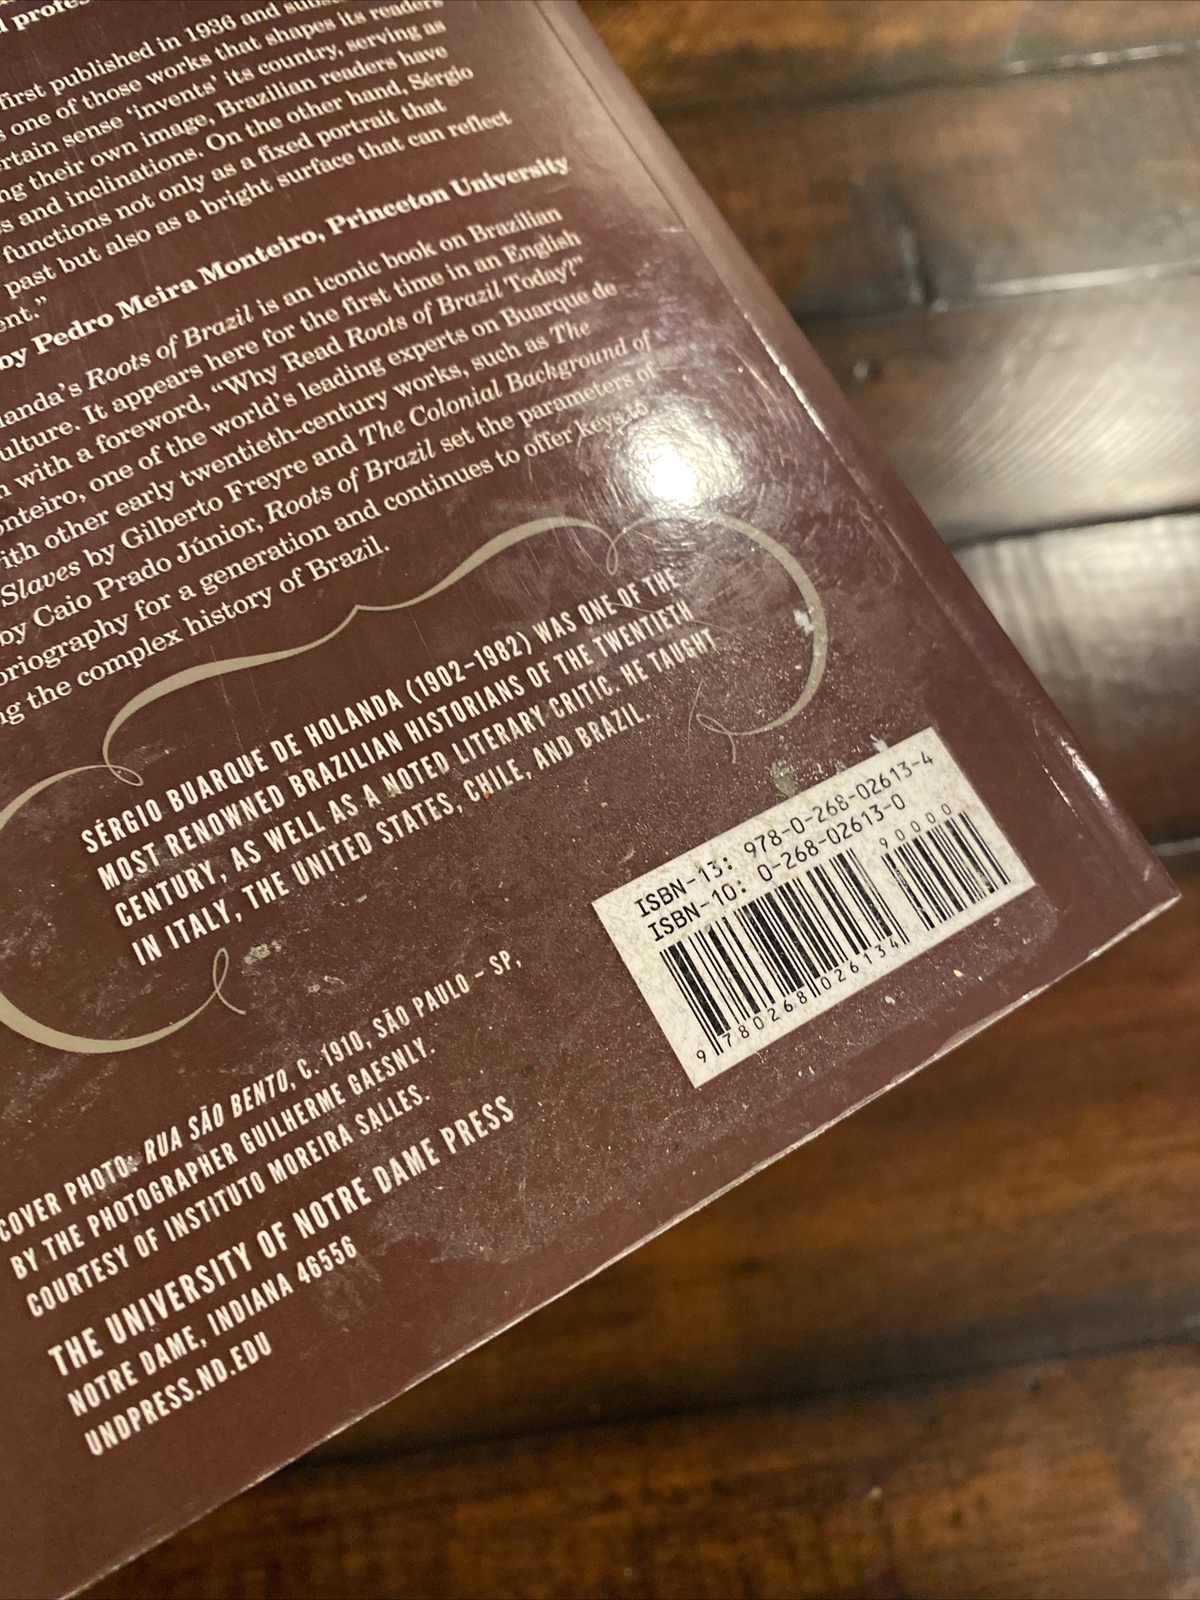 first published in 1936 and
one of those works that shapes its readers
sense ‘invents’ its country, serving as
their own image, Brazilian readers have
and inclinations. On the other hand, Sérgio
functions not only as a fixed portrait that
past but also as a bright surface that can reflect
by Pedro Meira Monteiro, Princeton University
Roots of Brazil is an iconic book on Brazilian
It appears here for the first time in an English
with a foreword, “Why Read Roots of Brazil Today?”
one of the world’s leading experts on Buarque de
other early twentieth-century works, such as The
Slaves by Gilberto Freyre and The Colonial Background of
by Caio Prado Júnior, Roots of Brazil set the parameters of
for a generation and continues to offer keys to
the complex history of Brazil.
SÉRGIO BUARQUE DE HOLANDA (1902–1982) WAS ONE OF THE
MOST RENOWNED BRAZILIAN HISTORIANS OF THE TWENTIETH
CENTURY, AS WELL AS A NOTED LITERARY CRITIC. HE TAUGHT
IN ITALY, THE UNITED STATES, CHILE, AND BRAZIL.
ISBN-13: 978-0-268-02613-4
ISBN-10: 0-268-02613-0
90000
9 780268 026134
COVER PHOTO: RUA SÃO BENTO, C. 1910, SÃO PAULO – SP,
BY THE PHOTOGRAPHER GUILHERME GAESNLY.
COURTESY OF INSTITUTO MOREIRA SALLES.
THE UNIVERSITY OF NOTRE DAME PRESS
NOTRE DAME, INDIANA 46556
UNDPRESS.ND.EDU